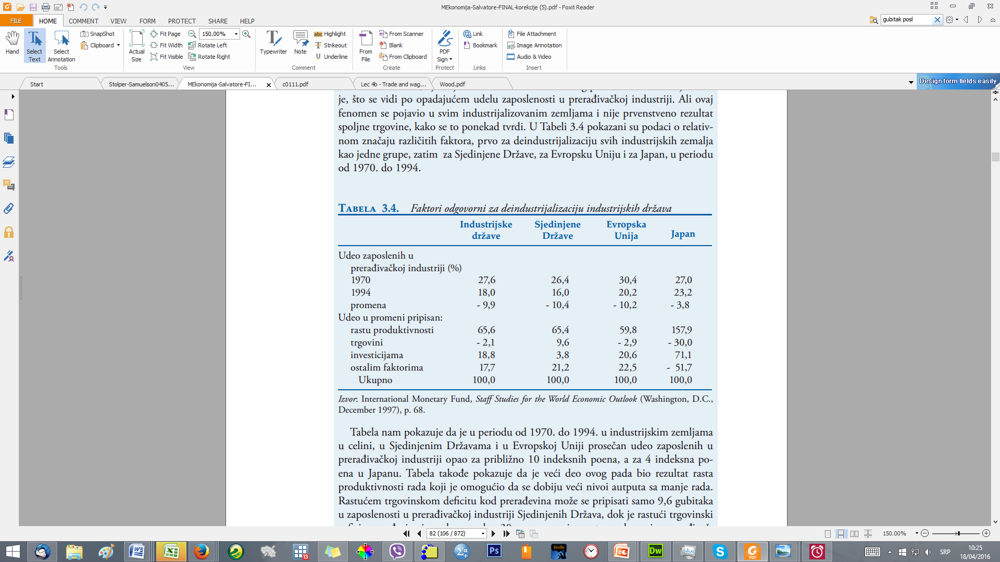 MEkonomija-Salvatore-FINAL-korekcije (5).pdf - Foxit Reader
FILE HOME COMMENT VIEW FORM PROTECT SHARE HELP
gubitak posl
Hand
Select Text
Select Annotation
SnapShot
Clipboard
Tools
Actual Size
Fit Page
Fit Width
Fit Visible
150.00%
Rotate Left
Rotate Right
View
Typewriter
Note
Highlight
Strikeout
Underline
Comment
From File
From Scanner
Blank
From Clipboard
Create
PDF Sign
Protect
Link
Bookmark
Links
File Attachment
Image Annotation
Audio & Video
Insert
Start
Stolper-Samuelson0405...
MEkonomija-Salvatore-FI...
c0111.pdf
Lec 4b - Trade and wag...
Wood.pdf
Design form fields easily
je, što se vidi po opadajućem udelu zaposlenosti u prerađivačkoj industriji. Ali ovaj
fenomen se pojavio u svim industrijalizovanim zemljama i nije prvenstveno rezultat
spoljne trgovine, kako se to ponekad tvrdi. U Tabeli 3.4 pokazani su podaci o relativ-
nom značaju različitih faktora, prvo za deindustrijalizaciju svih industrijskih zemalja
kao jedne grupe, zatim za Sjedinjene Države, za Evropsku Uniju i za Japan, u periodu
od 1970. do 1994.
TABELA 3.4. Faktori odgovorni za deindustrijalizaciju industrijskih država
Industrijske države Sjedinjene Države Evropska Unija Japan
Udeo zaposlenih u
prerađivačkoj industriji (%)
1970 27,6 26,4 30,4 27,0
1994 18,0 16,0 20,2 23,2
promena - 9,9 - 10,4 - 10,2 - 3,8
Udeo u promeni pripisan:
rastu produktivnosti 65,6 65,4 59,8 157,9
trgovini - 2,1 9,6 - 2,9 - 30,0
investicijama 18,8 3,8 20,6 71,1
ostalim faktorima 17,7 21,2 22,5 - 51,7
Ukupno 100,0 100,0 100,0 100,0
Izvor: International Monetary Fund, Staff Studies for the World Economic Outlook (Washington, D.C.,
December 1997), p. 68.
Tabela nam pokazuje da je u periodu od 1970. do 1994. u industrijskim zemljama
u celini, u Sjedinjenim Državama i u Evropskoj Uniji prosečan udeo zaposlenih u
prerađivačkoj industriji opao za približno 10 indeksnih poena, a za 4 indeksna po-
ena u Japanu. Tabela takođe pokazuje da je veći deo ovog pada bio rezultat rasta
produktivnosti rada koji je omogućio da se dobiju veći nivoi autputa sa manje rada.
Rastućem trgovinskom deficitu kod prerađevina može se pripisati samo 9,6 gubitaka
u zaposlenosti u prerađivačkoj industriji Sjedinjenih Država, dok je rastući trgovinski
82 (106 / 872)
150.00%
13
Ps
kindle
Dw
PDF
SRP
10:25
18/04/2016